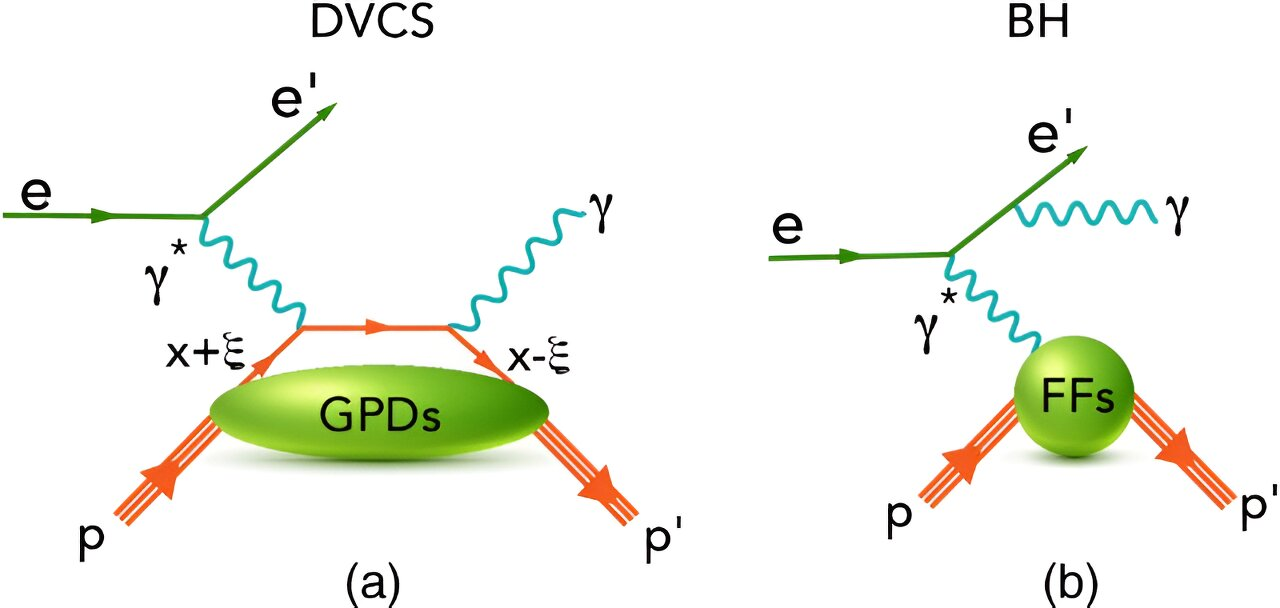 DVCS
e'
e
γ
γ*
x+ξ
x-ξ
GPDs
p
p'
(a)
BH
e'
e
γ
γ*
FFs
p
p'
(b)